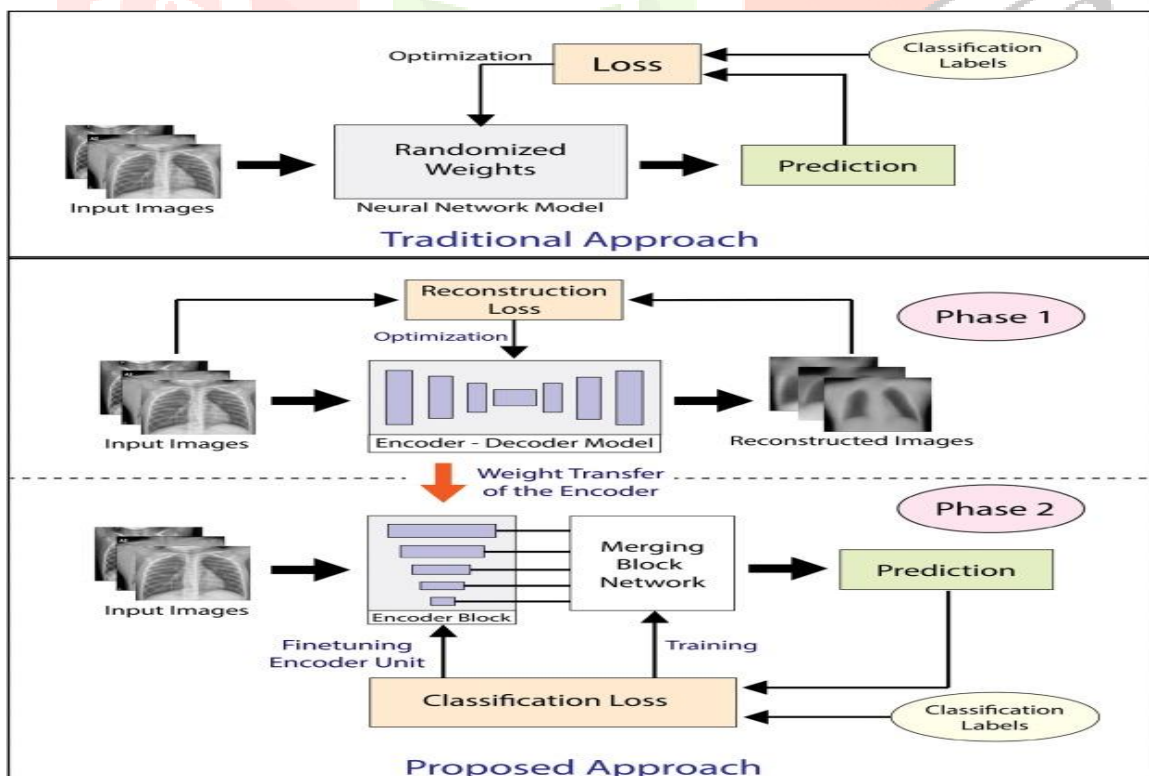 Optimization
Loss
Classification
Labels
Randomized
Weights
Prediction
Input Images
Neural Network Model
Traditional Approach
Reconstruction
Loss
Phase 1
Optimization
Input Images
Encoder - Decoder Model
Reconstructed Images
Weight Transfer
of the Encoder
Phase 2
Merging
Block
Network
Prediction
Input Images
Encoder Block
Finetuning
Encoder Unit
Training
Classification Loss
Classification
Labels
Proposed Approach